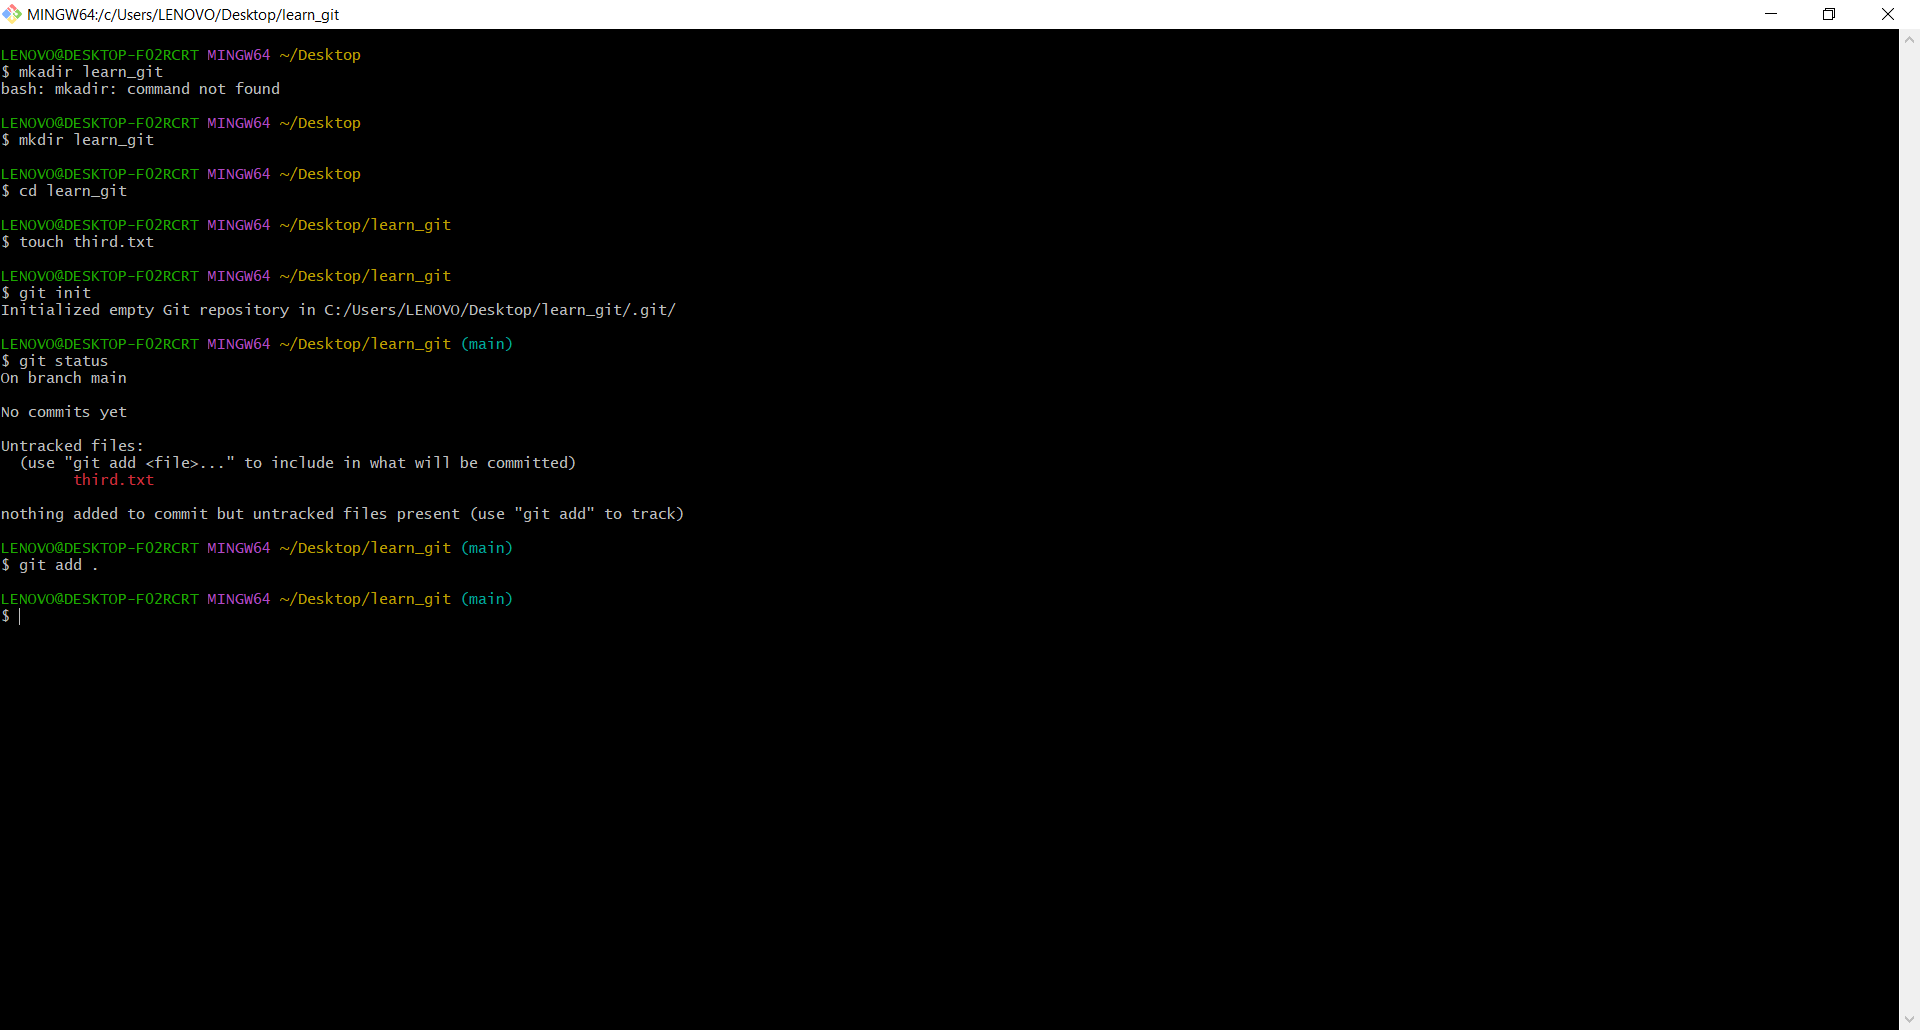 MINGW64:/c/Users/LENOVO/Desktop/learn_git
LENOVO@DESKTOP-F02RCRT MINGW64 ~/Desktop
$ mkadir learn_git
bash: mkadir: command not found
LENOVO@DESKTOP-F02RCRT MINGW64 ~/Desktop
$ mkdir learn_git
LENOVO@DESKTOP-F02RCRT MINGW64 ~/Desktop
$ cd learn_git
LENOVO@DESKTOP-F02RCRT MINGW64 ~/Desktop/learn_git
$ touch third.txt
LENOVO@DESKTOP-F02RCRT MINGW64 ~/Desktop/learn_git
$ git init
Initialized empty Git repository in C:/Users/LENOVO/Desktop/learn_git/.git/
LENOVO@DESKTOP-F02RCRT MINGW64 ~/Desktop/learn_git (main)
$ git status
On branch main
No commits yet
Untracked files:
  (use "git add <file>..." to include in what will be committed)
        third.txt
nothing added to commit but untracked files present (use "git add" to track)
LENOVO@DESKTOP-F02RCRT MINGW64 ~/Desktop/learn_git (main)
$ git add .
LENOVO@DESKTOP-F02RCRT MINGW64 ~/Desktop/learn_git (main)
$